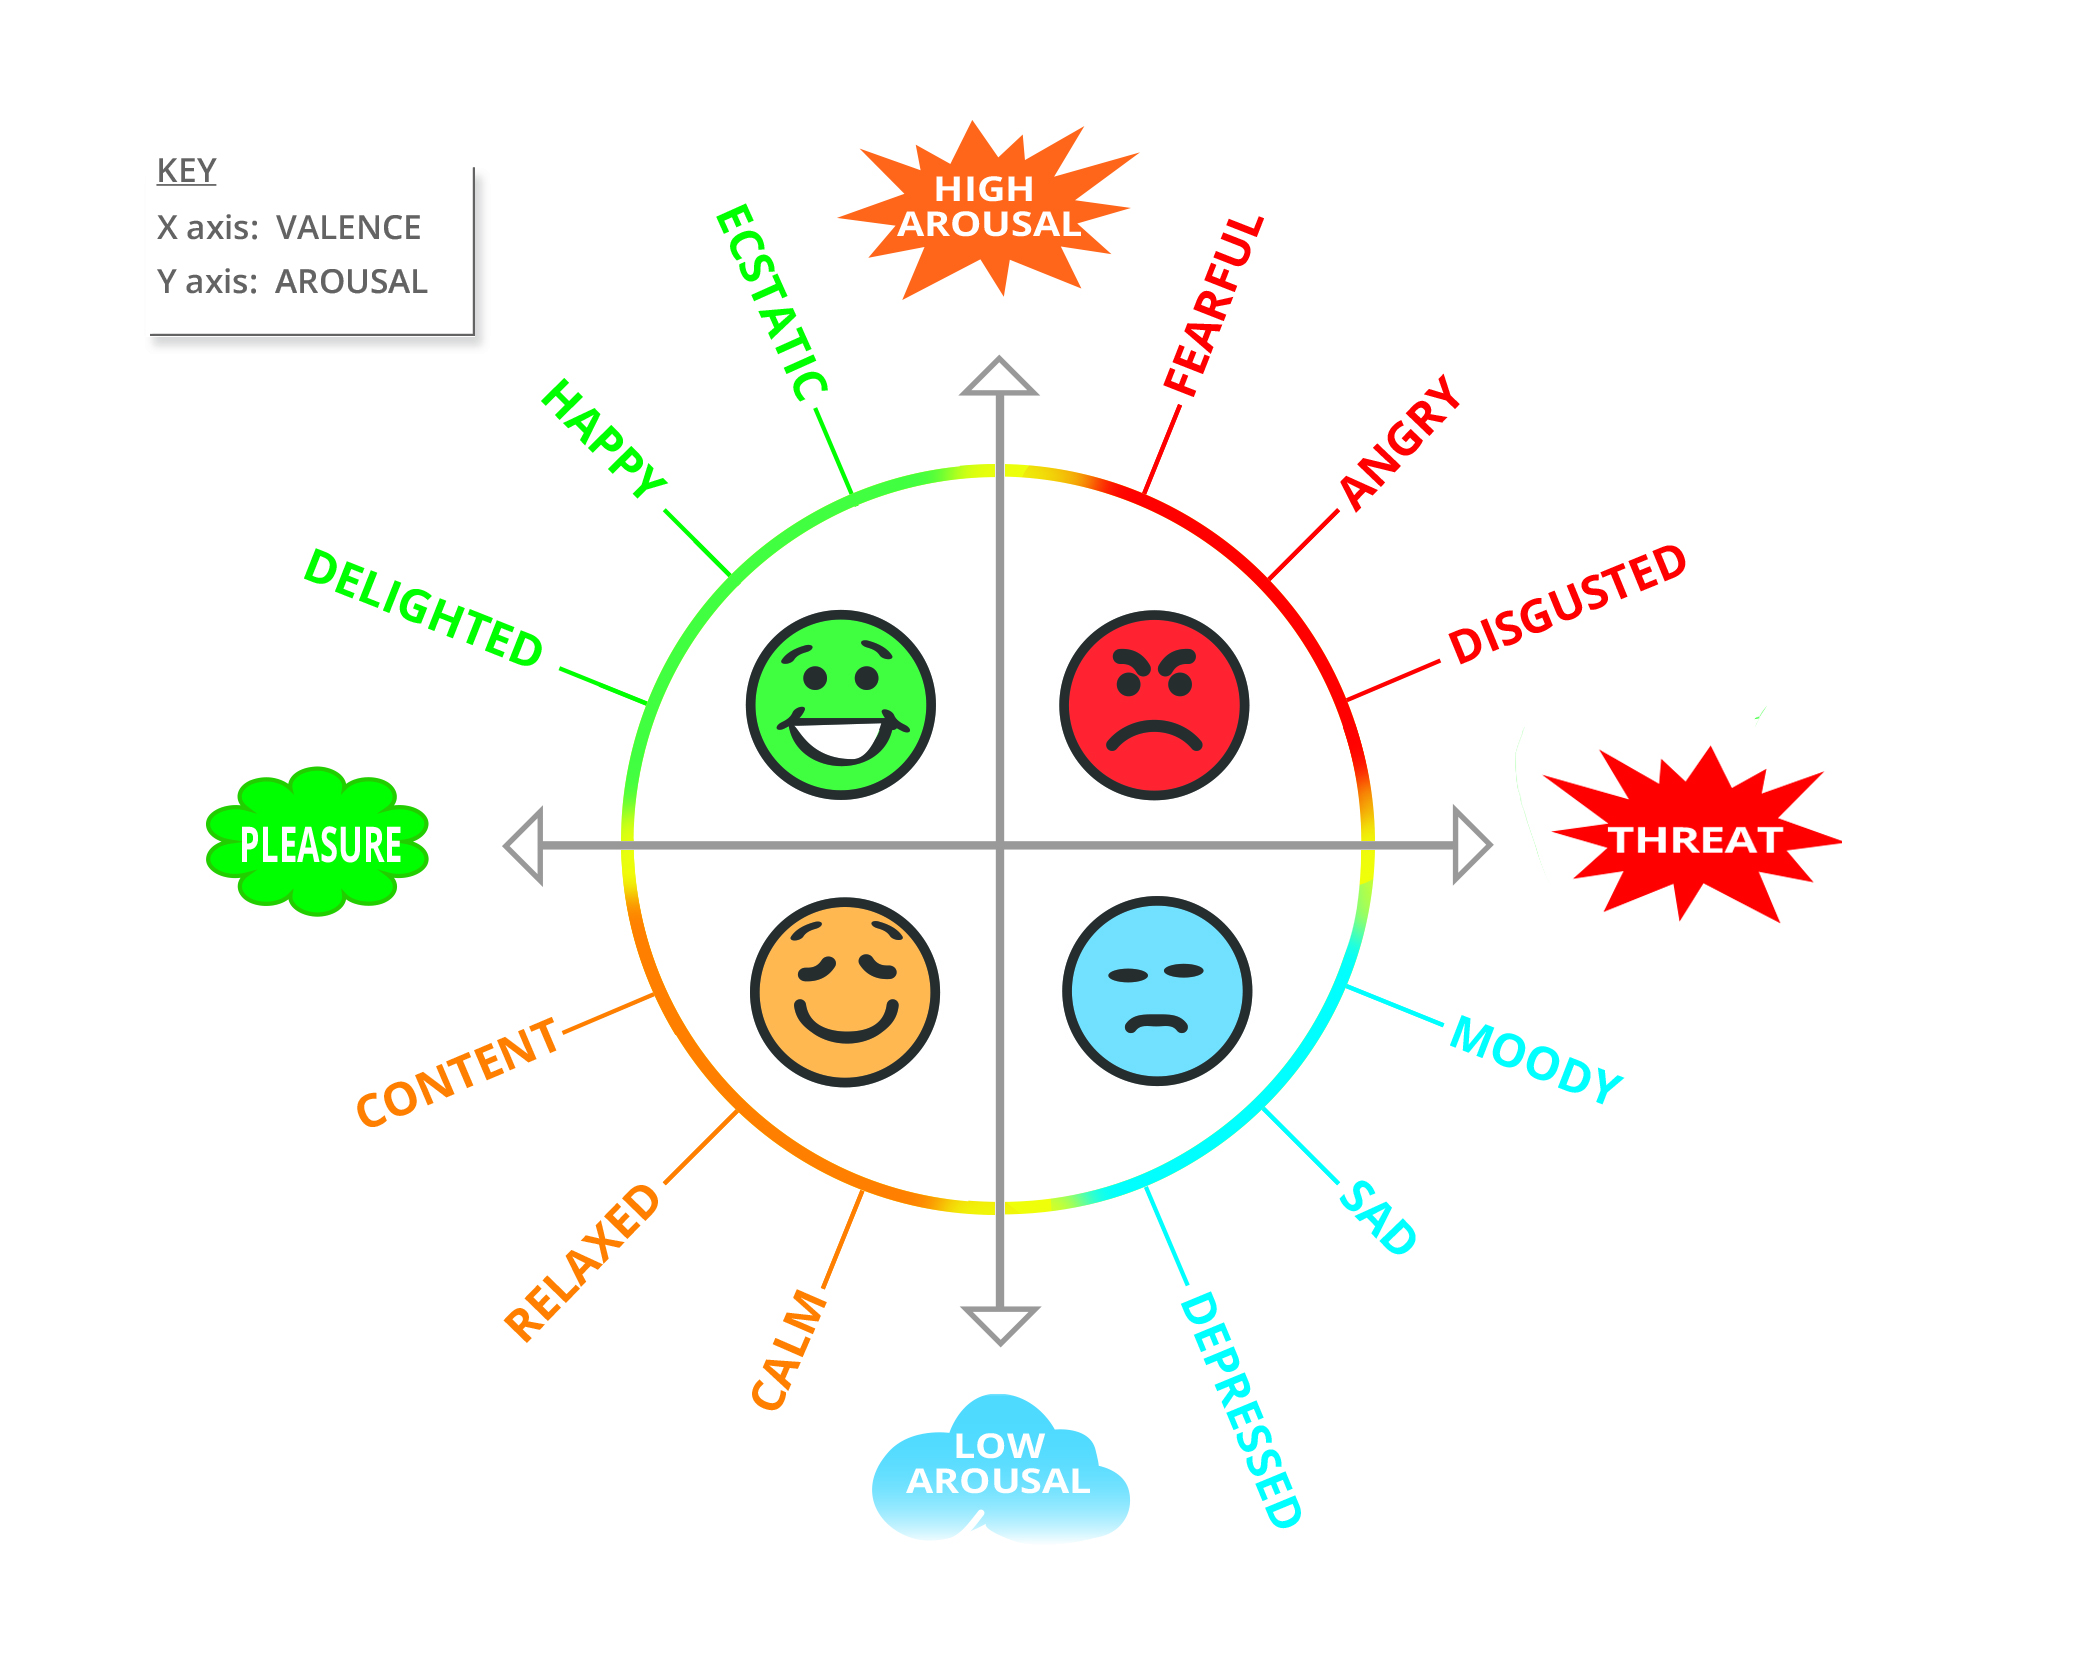 KEY
X axis: VALENCE
Y axis: AROUSAL
HIGH
AROUSAL
ECSTATIC
FEARFUL
HAPPY
ANGRY
DELIGHTED
DISGUSTED
PLEASURE
THREAT
CONTENT
MOODY
RELAXED
SAD
CALM
DEPRESSED
LOW
AROUSAL